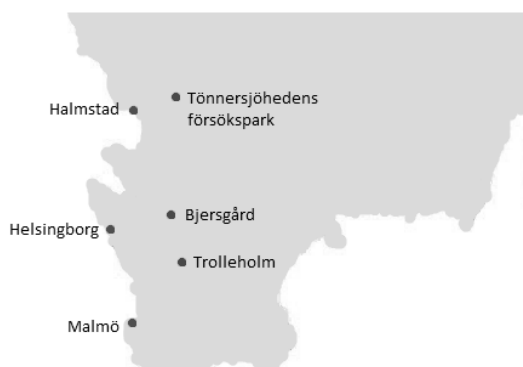 Tönnersjöhedens
försökspark
Halmstad
Bjersgård
Helsingborg
Trolleholm
Malmö